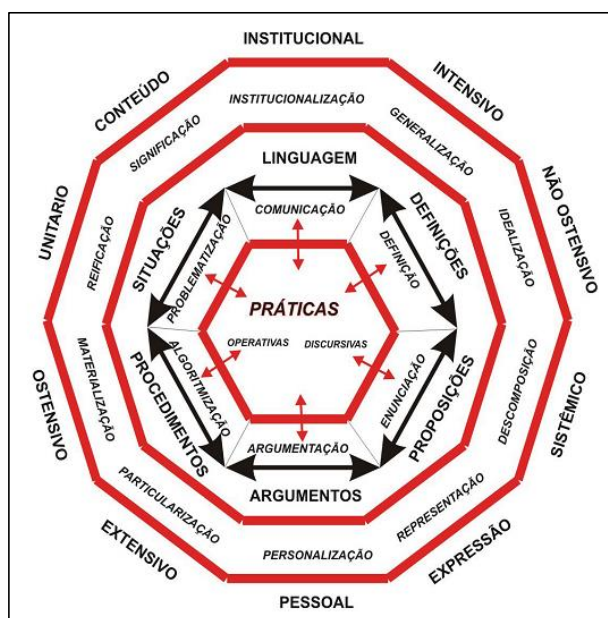 INSTITUCIONAL
CONTEÚDO
INTENSIVO
INSTITUCIONALIZAÇÃO
SIGNIFICAÇÃO
GENERALIZAÇÃO
LINGUAGEM
UNITARIO
NÃO OSTENSIVO
COMUNICAÇÃO
SITUAÇÕES
DEFINIÇÕES
REIFICAÇÃO
PROBLEMATIZAÇÃO
DEFINIÇÃO
IDEALIZAÇÃO
PRÁTICAS
OPERATIVAS
DISCURSIVAS
OSTENSIVO
MATERIALIZAÇÃO
PROCEDIMENTOS
ALGORITMIZAÇÃO
ENUNCIAÇÃO
PROPOSIÇÕES
DESCOMPOSIÇÃO
SISTÊMICO
ARGUMENTAÇÃO
ARGUMENTOS
PARTICULARIZAÇÃO
REPRESENTAÇÃO
EXTENSIVO
PERSONALIZAÇÃO
EXPRESSÃO
PESSOAL